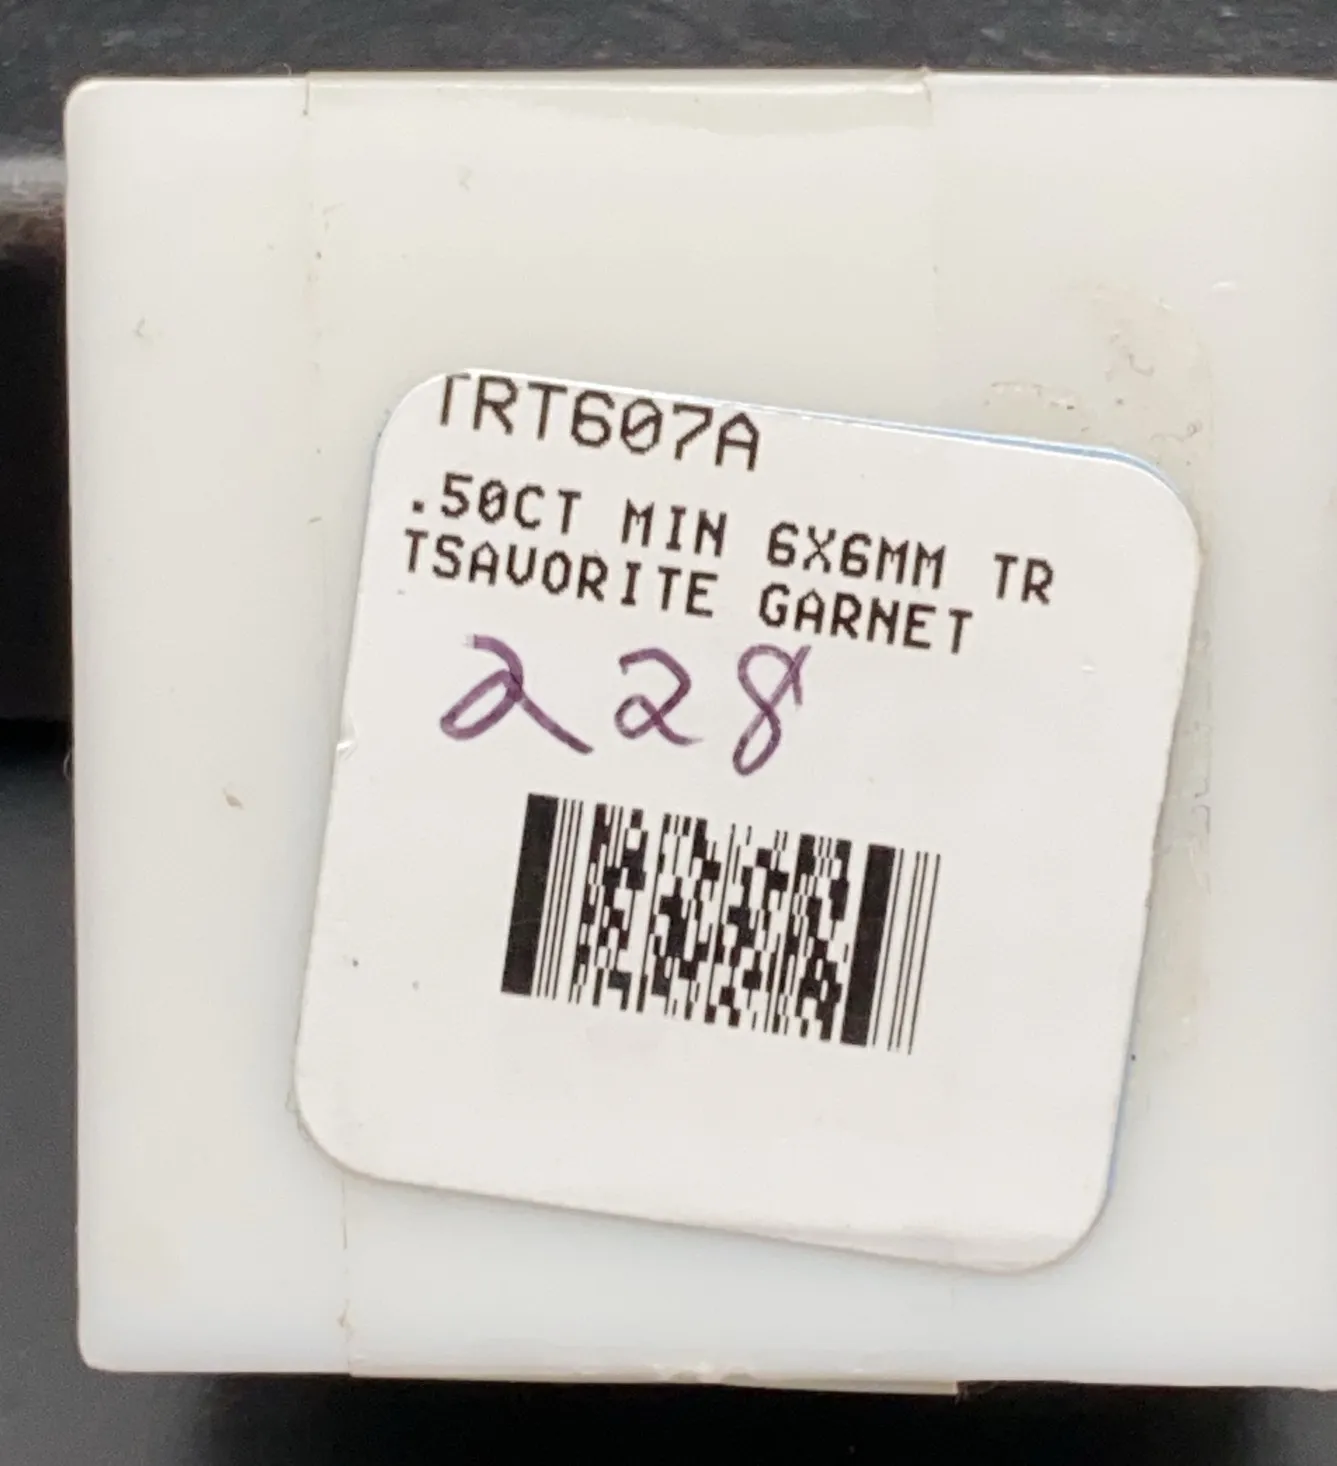 TRT607A
.50CT MIN 6X6MM TR
TSAVORITE GARNET
228